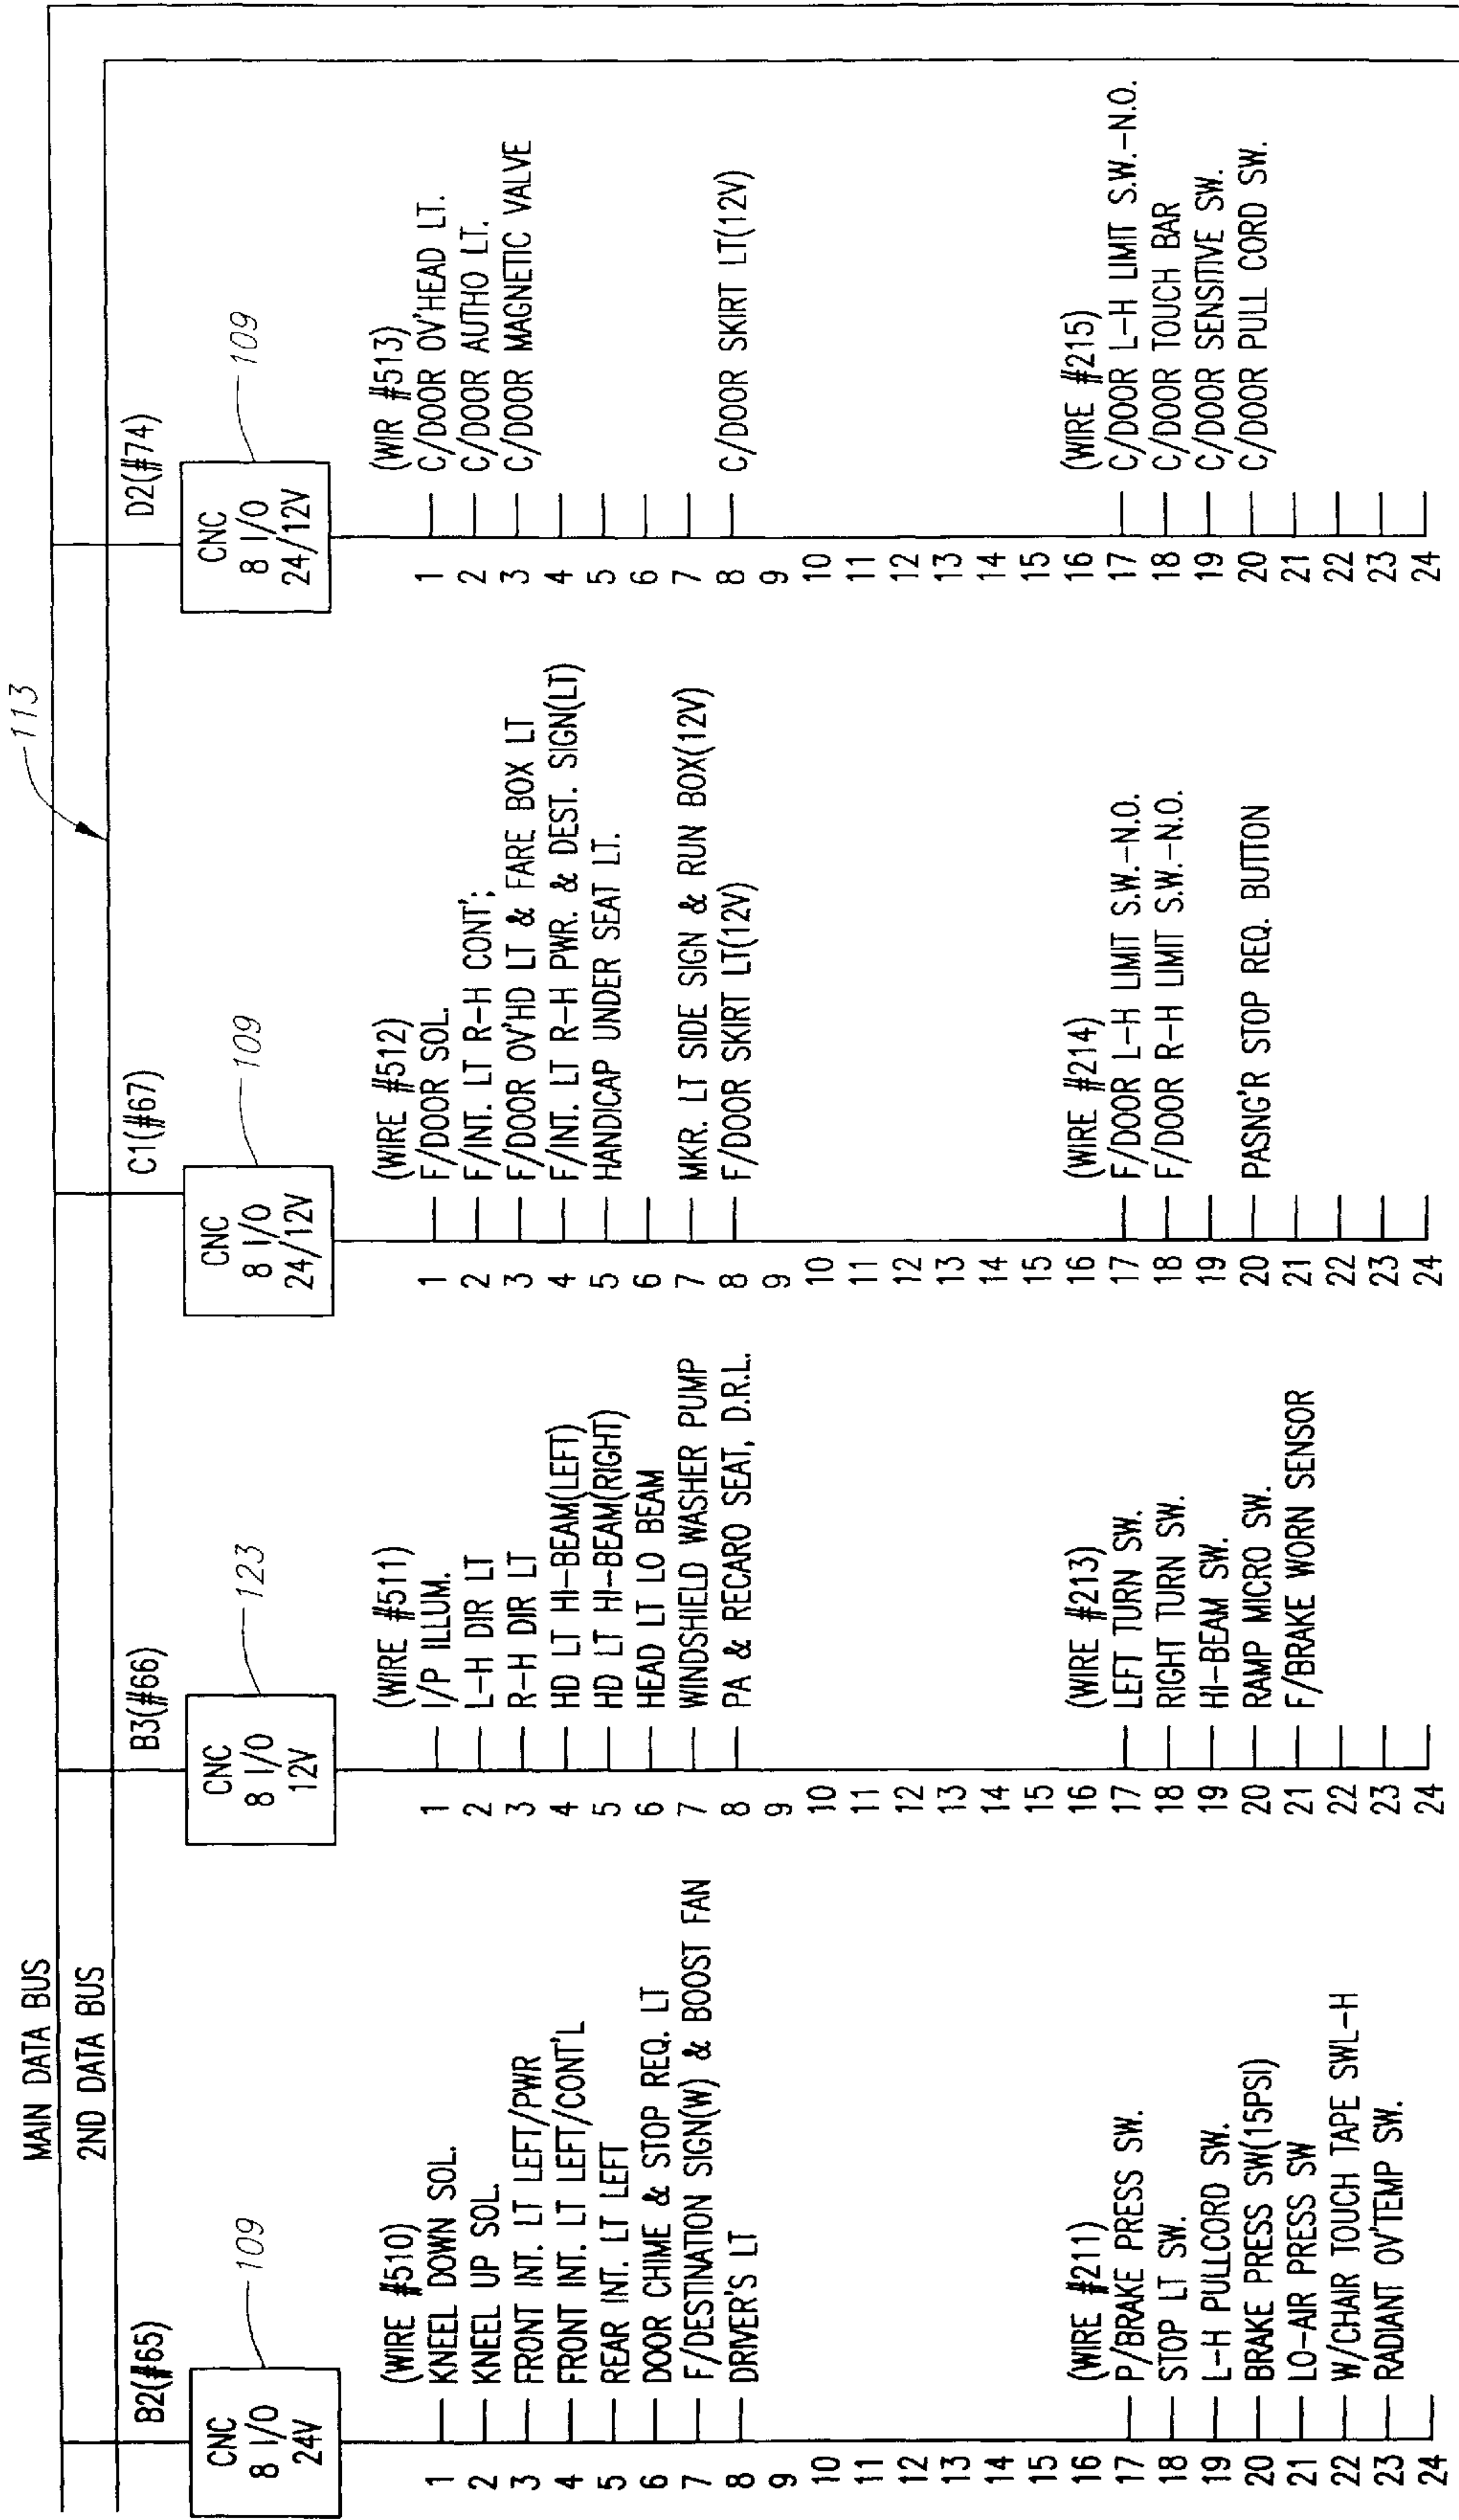 MAIN DATA BUS
2ND DATA BUS
113
B2(#65)
CNC
8 I/O
24V
109
(WIRE #510)
1 KNEEL DOWN SOL.
2 KNEEL UP SOL.
3 FRONT INT. LT LEFT/PWR
4 FRONT INT. LT LEFT/CONT'L
5 REAR INT. LT LEFT
6 DOOR CHIME & STOP REQ. LT
7 F/DESTINATION SIGN(W) & BOOST FAN
8 DRIVER'S LT
9
10
11
12
13
14
15
16 (WIRE #211)
17 P/BRAKE PRESS SW.
18 STOP LT SW.
19 L-H PULLCORD SW.
20 BRAKE PRESS SW(15PSI)
21 LO-AIR PRESS SW
22 W/CHAIR TOUCH TAPE SWL-H
23 RADIANT OV'TEMP SW.
24
B3(#66)
CNC
8 I/O
12V
123
(WIRE #511)
1 I/P ILLUM.
2 L-H DIR LT
3 R-H DIR LT
4 HD LT HI-BEAM(LEFT)
5 HD LT HI-BEAM(RIGHT)
6 HEAD LT LO BEAM
7 WINDSHIELD WASHER PUMP
8 PA & RECARO SEAT, D.R.L.
9
10
11
12
13
14
15
16 (WIRE #213)
17 LEFT TURN SW.
18 RIGHT TURN SW.
19 HI-BEAM SW.
20 RAMP MICRO SW.
21 F/BRAKE WORN SENSOR
22
23
24
C1(#67)
CNC
8 I/O
24/12V
109
(WIRE #512)
1 F/DOOR SOL.
2 F/INT. LT R-H CONT';
3 F/DOOR OV'HD LT & FARE BOX LT
4 F/INT. LT R-H PWR. & DEST. SIGN(LT)
5 HANDICAP UNDER SEAT LT.
6
7 MKR. LT SIDE SIGN & RUN BOX(12V)
8 F/DOOR SKIRT LT(12V)
9
10
11
12
13
14
15
16 (WIRE #214)
17 F/DOOR L-H LIMIT S.W.-N.O.
18 F/DOOR R-H LIMIT S.W.-N.O.
19
20 PASNG'R STOP REQ. BUTTON
21
22
23
24
D2(#74)
CNC
8 I/O
24/12V
109
(WIR #513)
1 C/DOOR OV'HEAD LT.
2 C/DOOR AUTHO LT.
3 C/DOOR MAGNETIC VALVE
4
5
6
7
8 C/DOOR SKIRT LT(12V)
9
10
11
12
13
14
15
16 (WIRE #215)
17 C/DOOR L-H LIMIT S.W.-N.O.
18 C/DOOR TOUCH BAR
19 C/DOOR SENSITIVE SW.
20 C/DOOR PULL CORD SW.
21
22
23
24